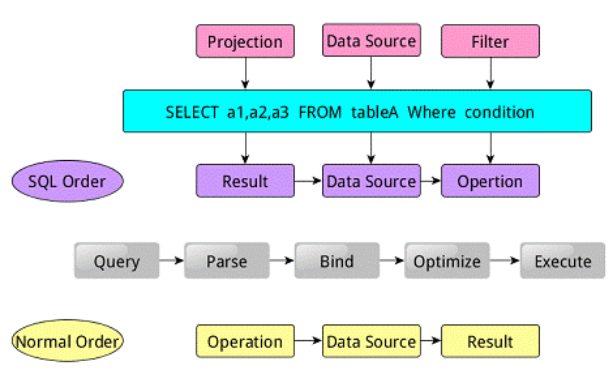 Projection Data Source Filter
SELECT a1,a2,a3 FROM tableA Where condition
SQL Order Result Data Source Opertion
Query Parse Bind Optimize Execute
Normal Order Operation Data Source Result